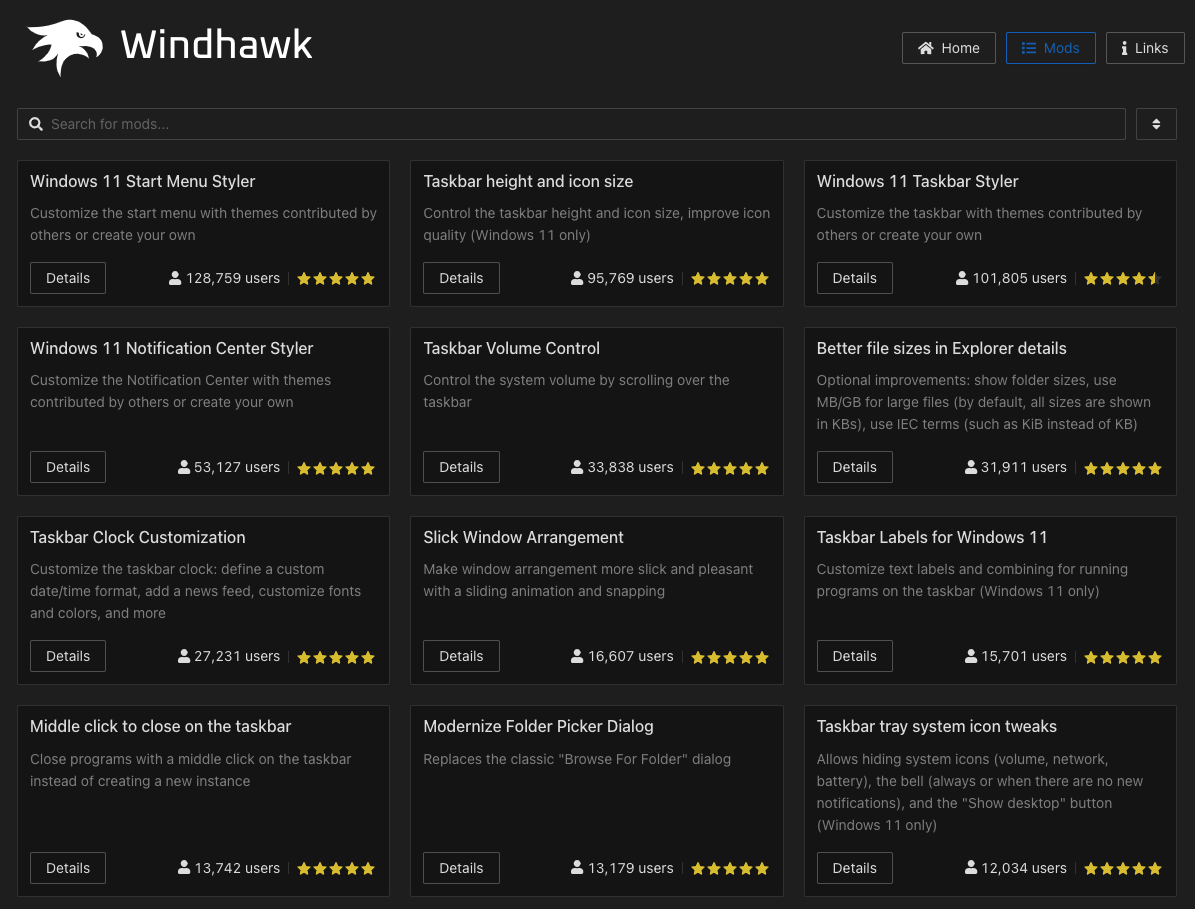 Windhawk
Home
Mods
Links
Search for mods...
Windows 11 Start Menu Styler
Customize the start menu with themes contributed by
others or create your own
Details
128,759 users
Taskbar height and icon size
Control the taskbar height and icon size, improve icon
quality (Windows 11 only)
Details
95,769 users
Windows 11 Taskbar Styler
Customize the taskbar with themes contributed by
others or create your own
Details
101,805 users
Windows 11 Notification Center Styler
Customize the Notification Center with themes
contributed by others or create your own
Details
53,127 users
Taskbar Volume Control
Control the system volume by scrolling over the
taskbar
Details
33,838 users
Better file sizes in Explorer details
Optional improvements: show folder sizes, use
MB/GB for large files (by default, all sizes are shown
in KBs), use IEC terms (such as KiB instead of KB)
Details
31,911 users
Taskbar Clock Customization
Customize the taskbar clock: define a custom
date/time format, add a news feed, customize fonts
and colors, and more
Details
27,231 users
Slick Window Arrangement
Make window arrangement more slick and pleasant
with a sliding animation and snapping
Details
16,607 users
Taskbar Labels for Windows 11
Customize text labels and combining for running
programs on the taskbar (Windows 11 only)
Details
15,701 users
Middle click to close on the taskbar
Close programs with a middle click on the taskbar
instead of creating a new instance
Details
13,742 users
Modernize Folder Picker Dialog
Replaces the classic "Browse For Folder" dialog
Details
13,179 users
Taskbar tray system icon tweaks
Allows hiding system icons (volume, network,
battery), the bell (always or when there are no new
notifications), and the "Show desktop" button
(Windows 11 only)
Details
12,034 users